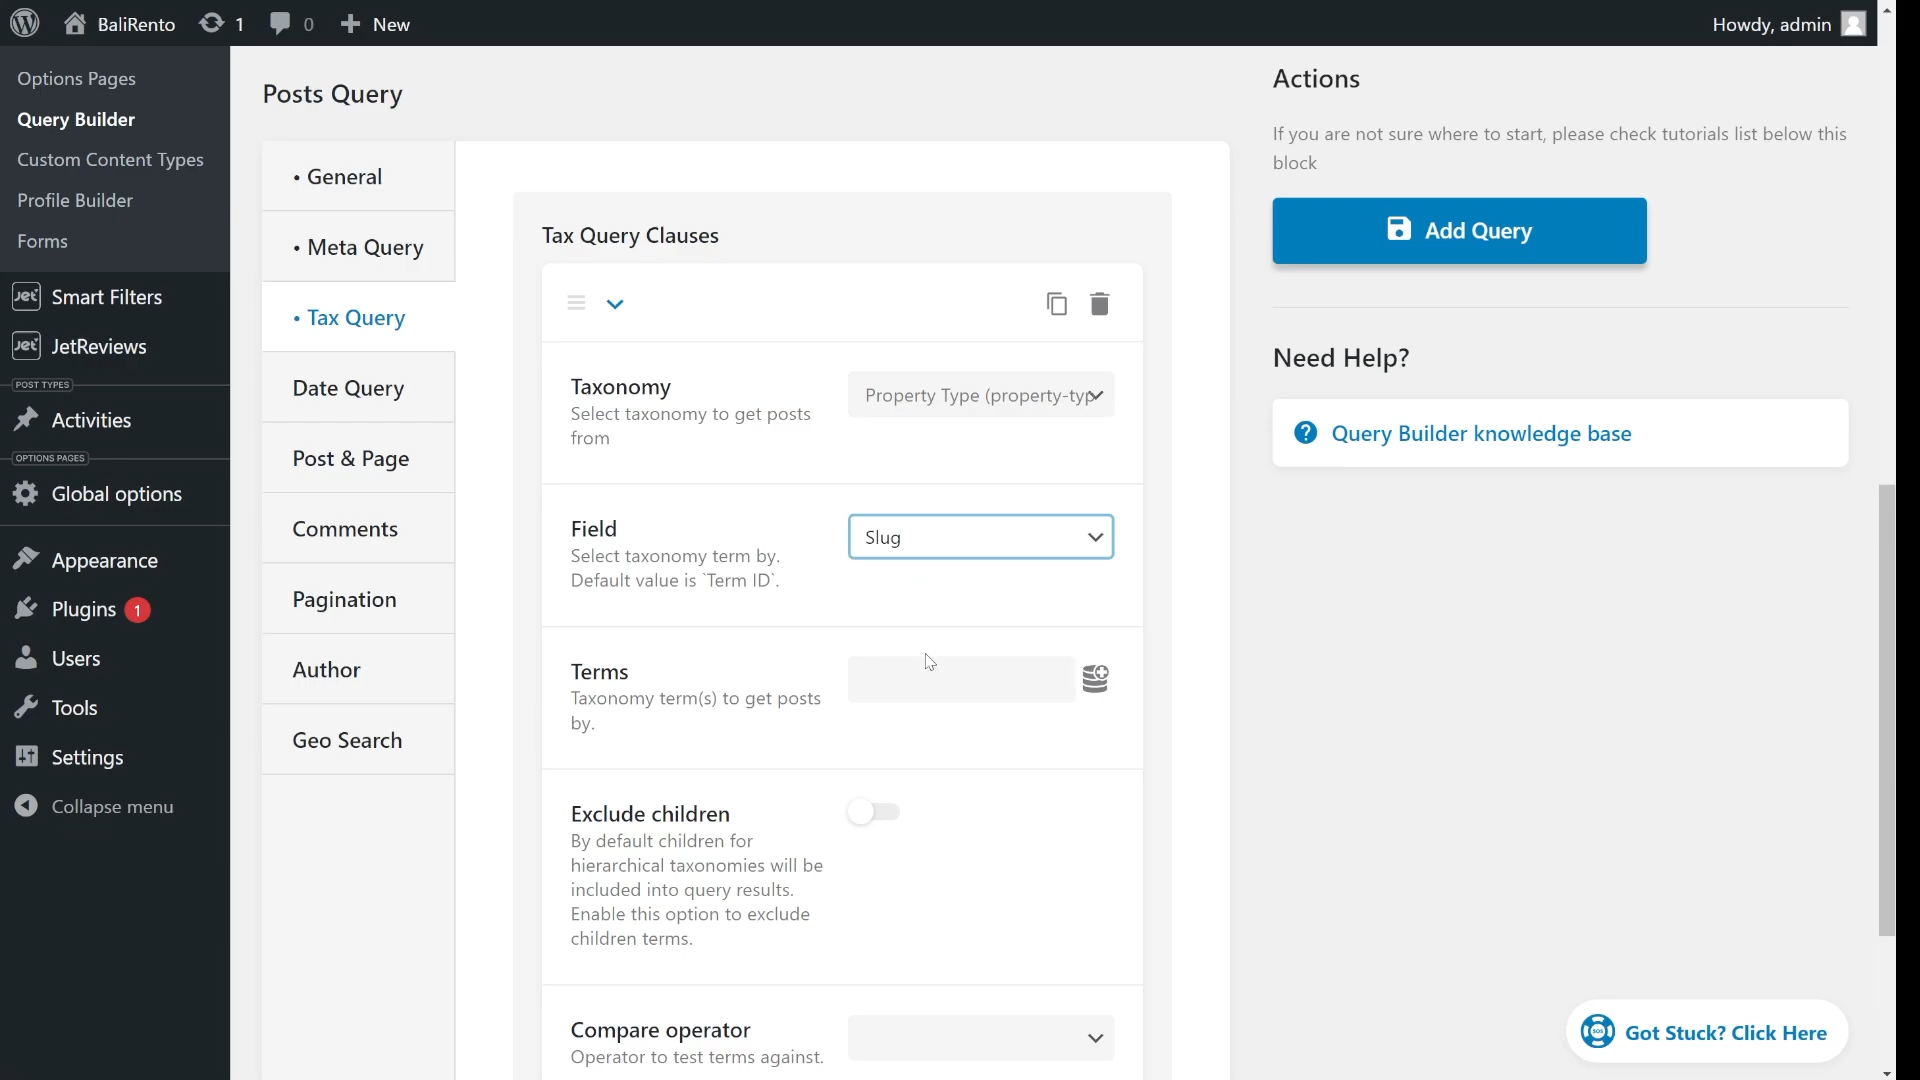 BaliRento
1
0
New
Howdy, admin
Options Pages
Query Builder
Custom Content Types
Profile Builder
Forms
Jet
Smart Filters
Jet
JetReviews
POST TYPES
Activities
OPTIONS PAGES
Global options
Appearance
Plugins
1
Users
Tools
Settings
Collapse menu
Posts Query
• General
• Meta Query
• Tax Query
Date Query
Post & Page
Comments
Pagination
Author
Geo Search
Tax Query Clauses
Taxonomy
Select taxonomy to get posts
from
Property Type (property-typ
Field
Select taxonomy term by.
Default value is `Term ID`.
Slug
Terms
Taxonomy term(s) to get posts
by.
Exclude children
By default children for
hierarchical taxonomies will be
included into query results.
Enable this option to exclude
children terms.
Compare operator
Operator to test terms against.
Actions
If you are not sure where to start, please check tutorials list below this
block
Add Query
Need Help?
? Query Builder knowledge base
SOS
Got Stuck? Click Here